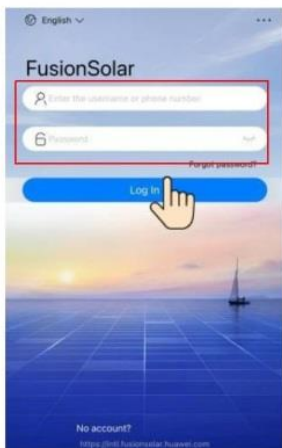 English
FusionSolar
Enter the username or phone number
Password
Forgot password?
Log In
No account?
https://intl.fusionsolar.huawei.com